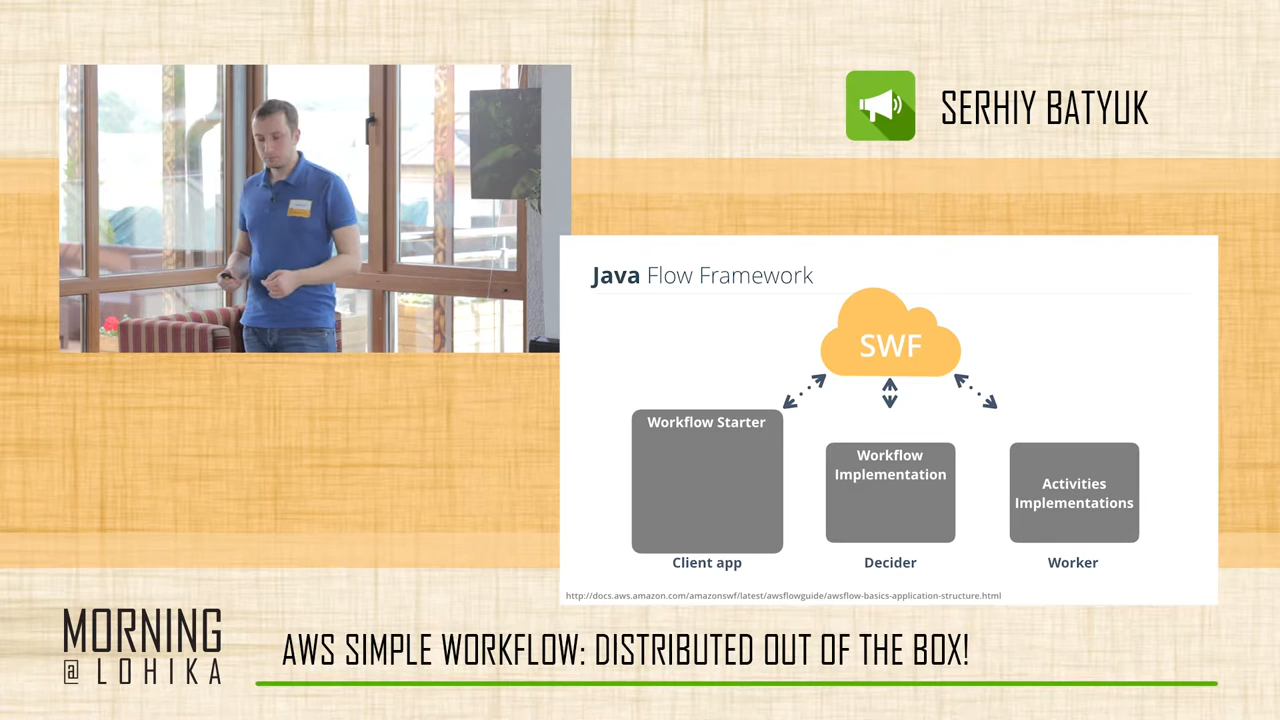 SERHIY BATYUK
Java Flow Framework
SWF
Workflow Starter
Workflow
Implementation
Activities
Implementations
Client app
Decider
Worker
http://docs.aws.amazon.com/amazonswf/latest/awsflowguide/awsflow-basics-application-structure.html
MORNING
@ LOHIKA
AWS SIMPLE WORKFLOW: DISTRIBUTED OUT OF THE BOX!